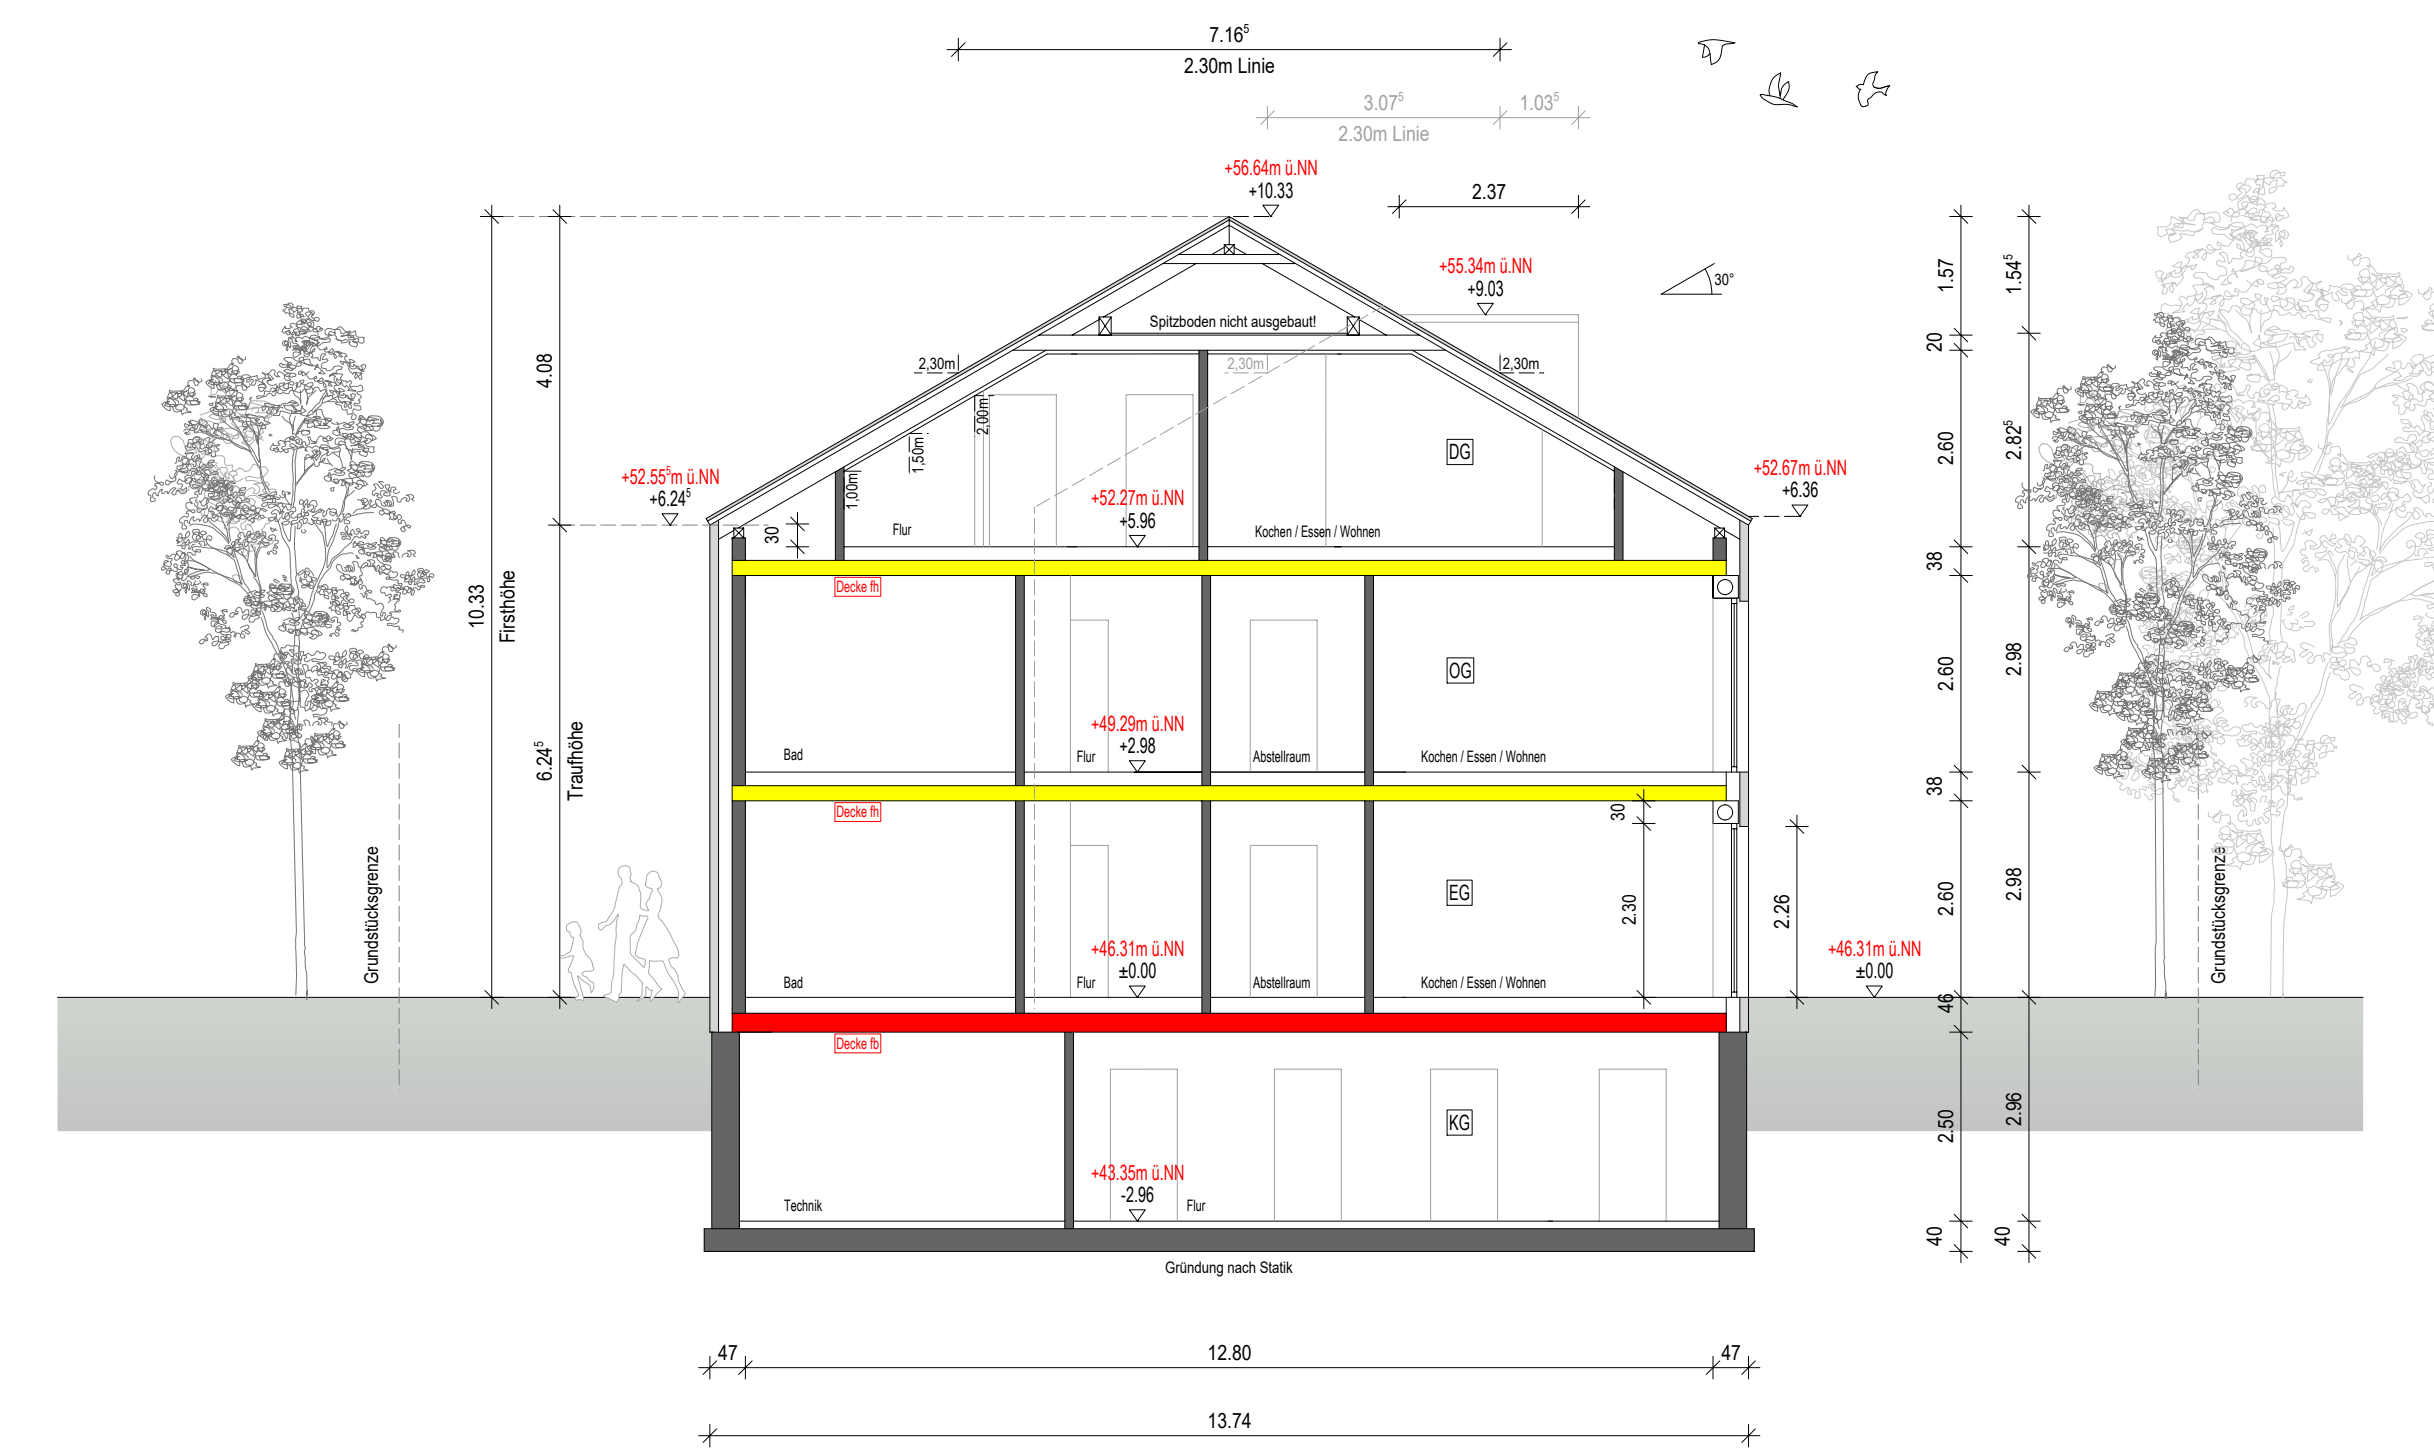 7.16⁵
2.30m Linie
3.07⁵
1.03⁵
2.30m Linie
+56.64m ü.NN
+10.33
2.37
+55.34m ü.NN
+9.03
30°
Spitzboden nicht ausgebaut!
2,30m
2,30m
2,30m
2,00m
1,50m
1,00m
DG
+52.55⁵m ü.NN
+6.24⁵
+52.67m ü.NN
+6.36
+52.27m ü.NN
+5.96
30
Flur
Kochen / Essen / Wohnen
Decke fh
OG
+49.29m ü.NN
+2.98
Bad
Flur
Abstellraum
Kochen / Essen / Wohnen
Decke fh
30
EG
2.30
2.26
+46.31m ü.NN
±0.00
+46.31m ü.NN
±0.00
Bad
Flur
Abstellraum
Kochen / Essen / Wohnen
Decke fb
KG
+43.35m ü.NN
-2.96
Technik
Flur
Gründung nach Statik
10.33
Firsthöhe
4.08
6.24⁵
Traufhöhe
Grundstücksgrenze
Grundstücksgrenze
1.57
20
2.60
38
2.60
38
2.60
46
2.50
40
1.54⁵
2.82⁵
2.98
2.98
2.96
40
47
12.80
47
13.74